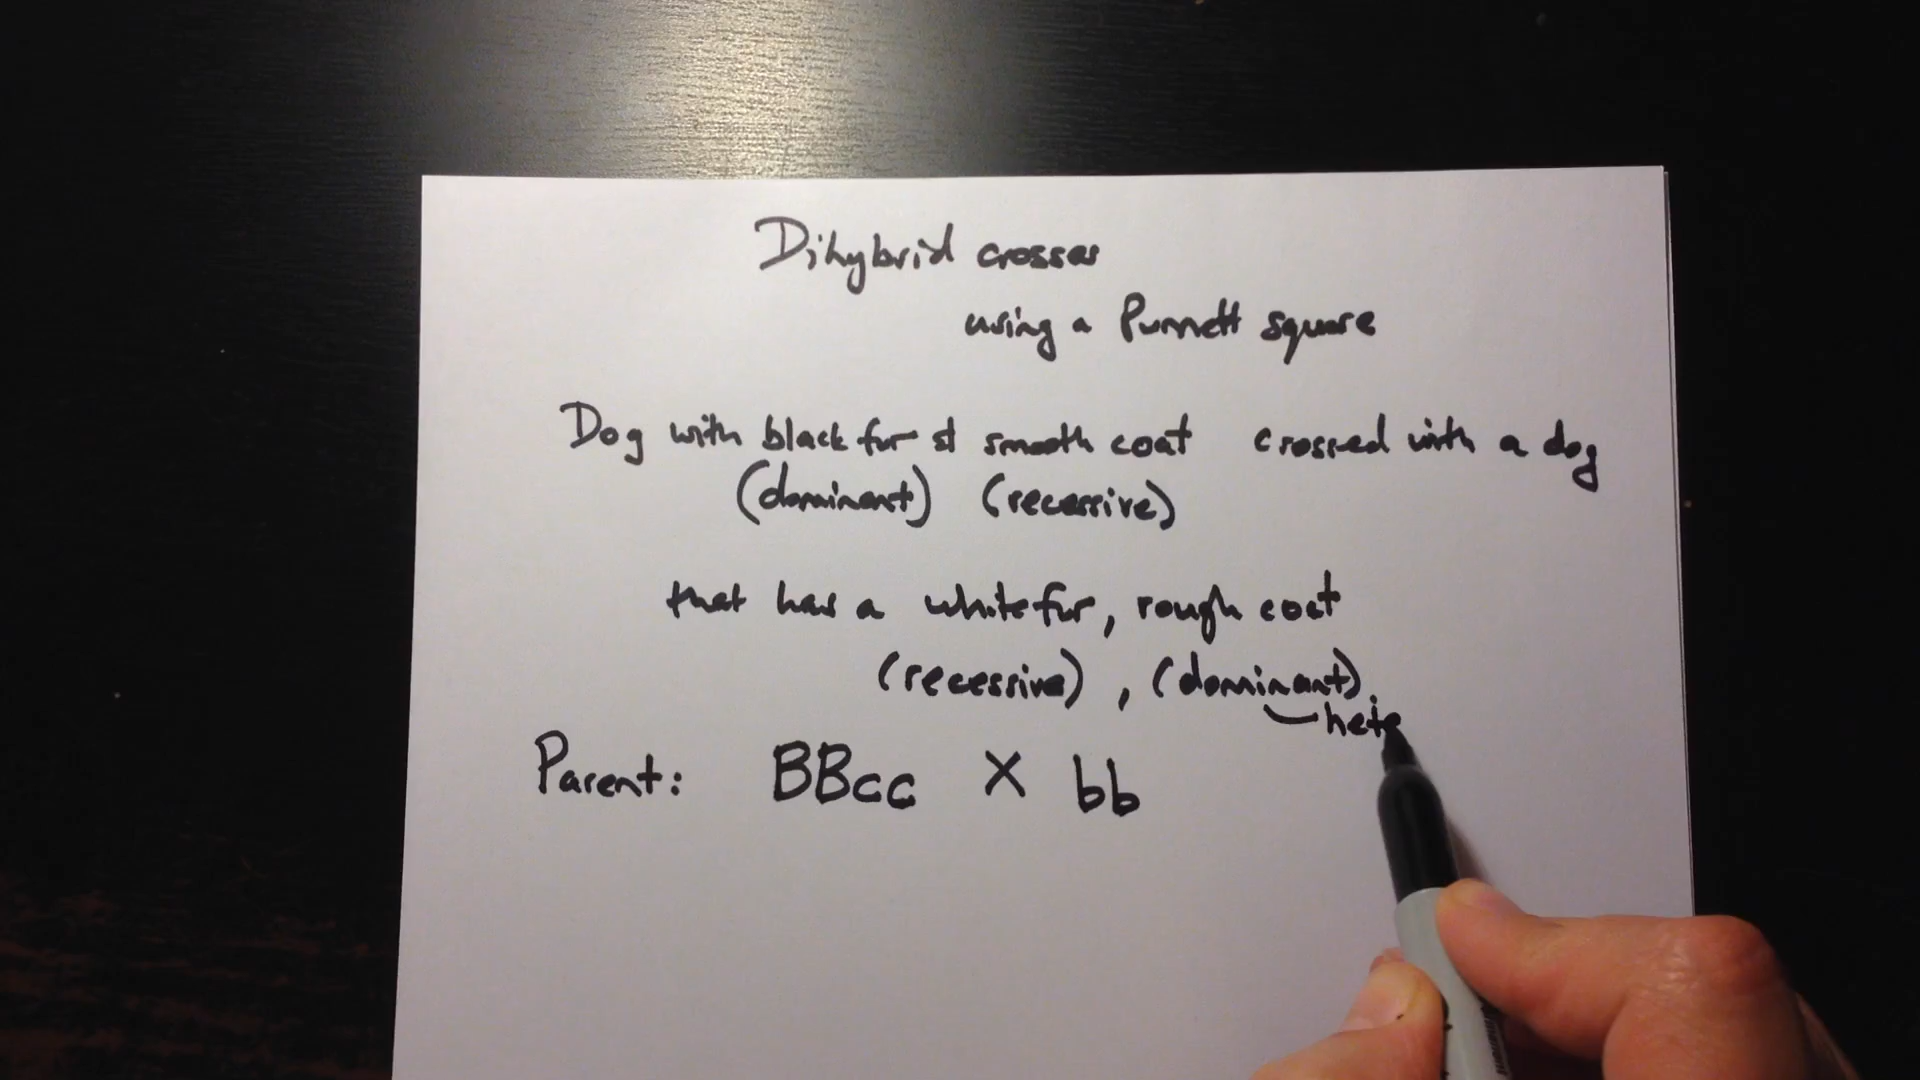 Dihybrid crosses
using a Punnett square
Dog with black fur smooth coat crossed with a dog
(dominant) (recessive)
that has a white fur, rough coat
(recessive), (dominant).
hete
Parent: BBcc X bb